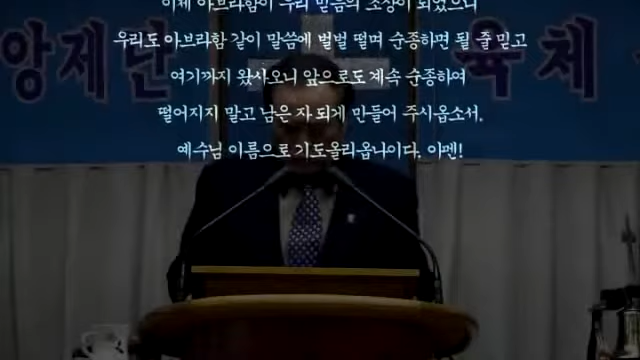 이제 아브라함이 우리 믿음의 조상이 되었으니
우리도 아브라함 같이 말씀에 벌벌 떨며 순종하면 될 줄 믿고
여기까지 왔사오니 앞으로도 계속 순종하여
떨어지지 말고 남은 자 되게 만들어 주시옵소서.
예수님 이름으로 기도올리옵나이다. 아멘!
앙제단
육체